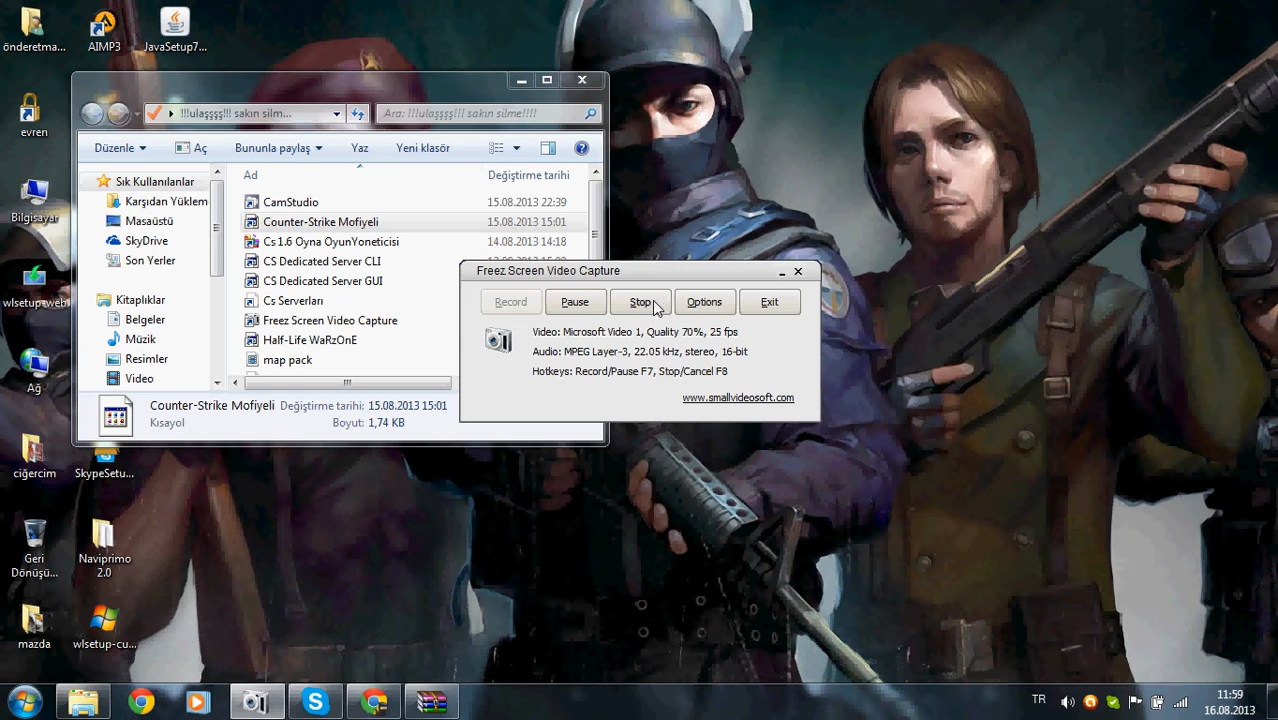 önderetma...
AIMP3
JavaSetup7...
evren
Bilgisayar
wlsetup-web
Ağ
ciğercim
SkypeSetu...
Geri
Dönüşü...
Naviprimo
2.0
mazda
wlsetup-cu...
!!!ulaşşşş!!! sakın silm...
Ara: !!!ulaşşşş!!! sakın silme!!!!
Düzenle
Aç
Bununla paylaş
Yaz
Yeni klasör
Sık Kullanılanlar
Karşıdan Yüklem
Masaüstü
SkyDrive
Son Yerler
Kitaplıklar
Belgeler
Müzik
Resimler
Video
Ad
Değiştirme tarihi
CamStudio
15.08.2013 22:39
Counter-Strike Mofiyeli
15.08.2013 15:01
Cs 1.6 Oyna OyunYoneticisi
14.08.2013 14:18
CS Dedicated Server CLI
CS Dedicated Server GUI
Cs Serverları
Freez Screen Video Capture
Half-Life WaRzOnE
map pack
Counter-Strike Mofiyeli
Değiştirme tarihi: 15.08.2013 15:01
Kısayol
Boyut: 1,74 KB
Freez Screen Video Capture
Record
Pause
Stop
Options
Exit
Video: Microsoft Video 1, Quality 70%, 25 fps
Audio: MPEG Layer-3, 22.05 kHz, stereo, 16-bit
Hotkeys: Record/Pause F7, Stop/Cancel F8
www.smallvideosoft.com
TR
11:59
16.08.2013